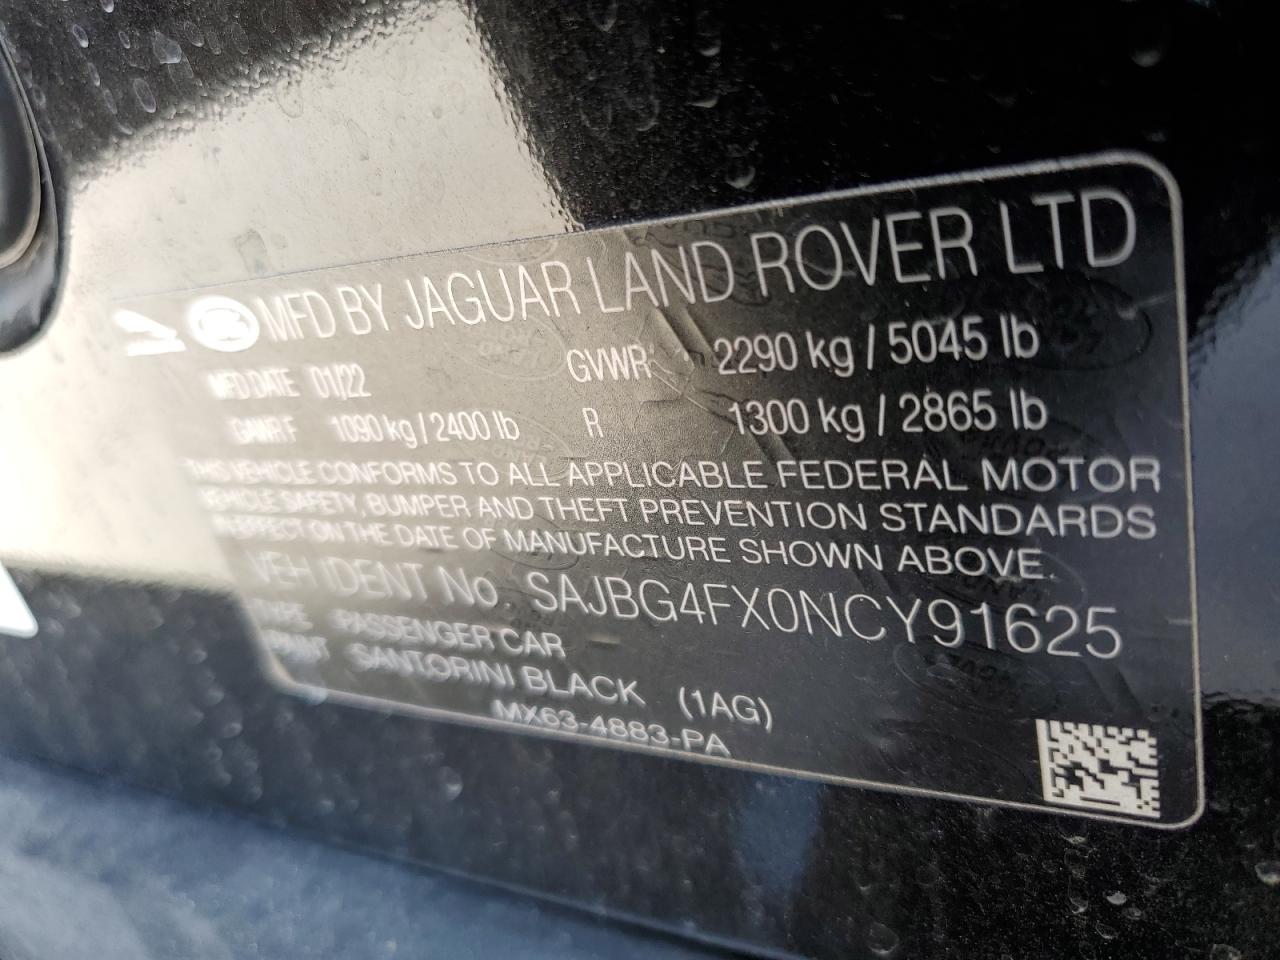 MFD BY JAGUAR LAND ROVER LTD
MFD DATE 01/22 GVWR 2290 kg / 5045 lb
GAWR F 1090 kg / 2400 lb R 1300 kg / 2865 lb
THIS VEHICLE CONFORMS TO ALL APPLICABLE FEDERAL MOTOR
VEHICLE SAFETY, BUMPER AND THEFT PREVENTION STANDARDS
IN EFFECT ON THE DATE OF MANUFACTURE SHOWN ABOVE.
VEH IDENT No. SAJBG4FX0NCY91625
TYPE PASSENGER CAR
PAINT SANTORINI BLACK (1AG)
MX63-4883-PA